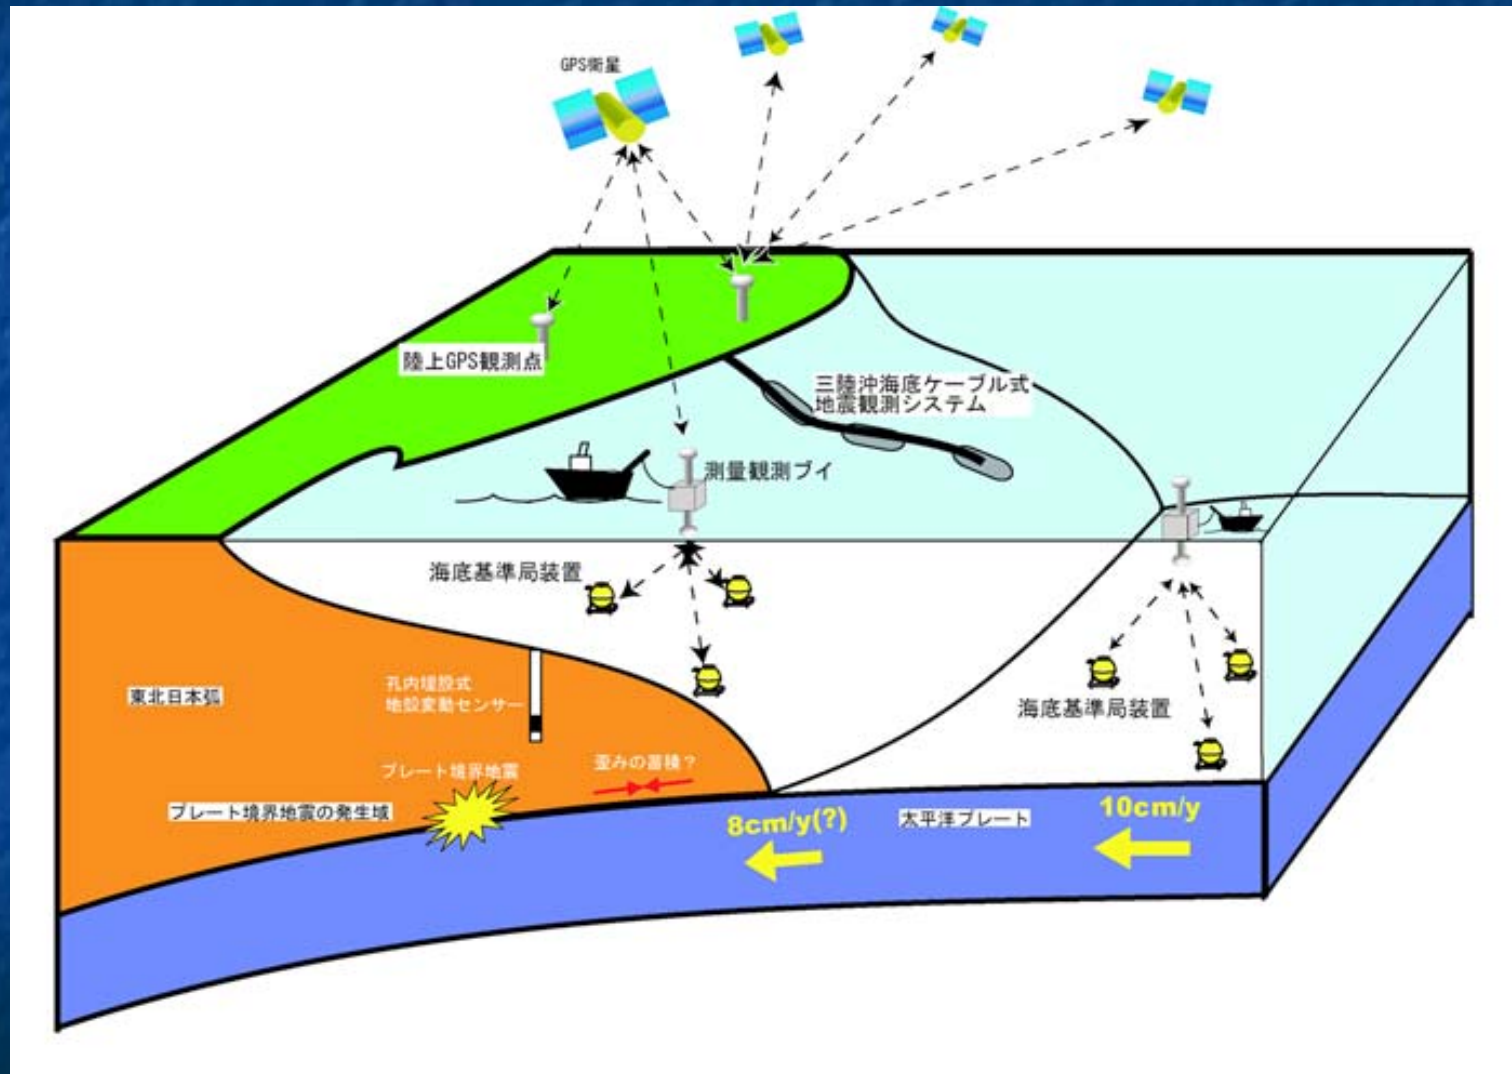 GPS衛星
陸上GPS観測点
三陸沖海底ケーブル式
地震観測システム
測量観測ブイ
海底基準局装置
東北日本弧
孔内埋設式
地殻変動センサー
海底基準局装置
プレート境界地震
歪みの蓄積？
プレート境界地震の発生域
8cm/y(?)
太平洋プレート
10cm/y